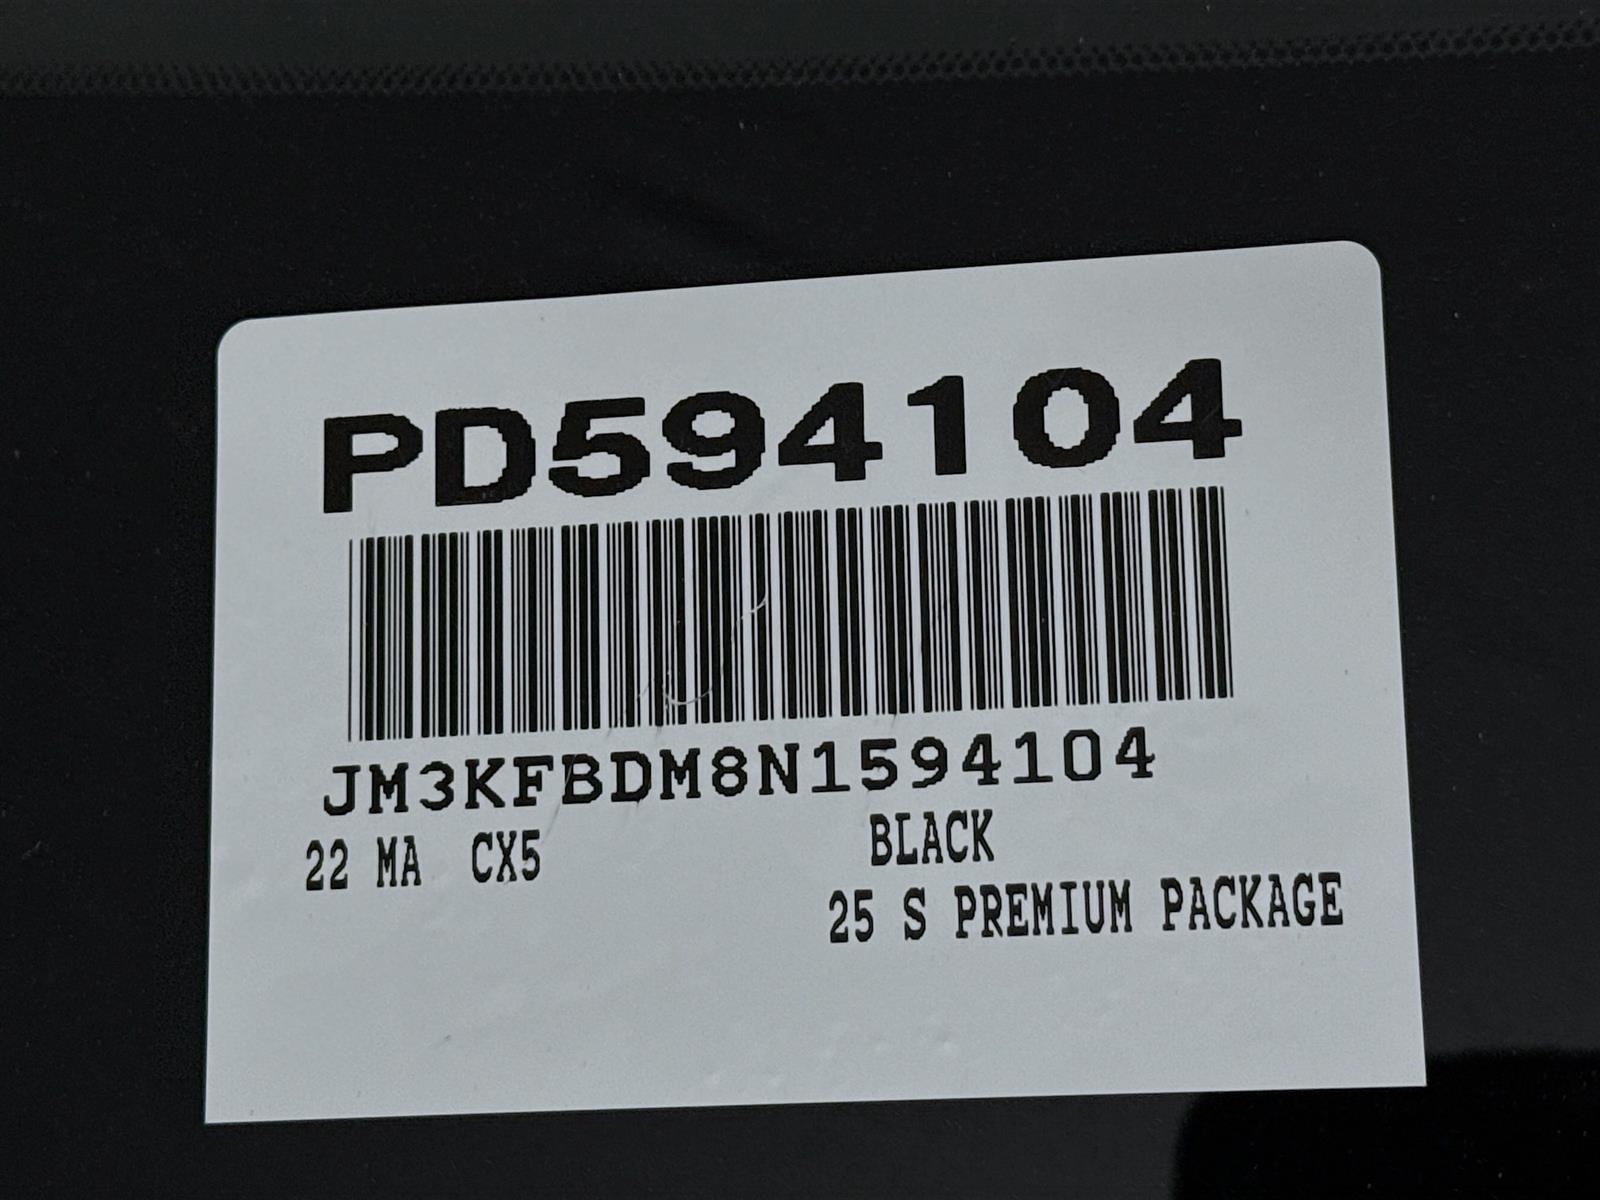 PD594104
JM3KFBDM8N1594104
22 MA CX5 BLACK
25 S PREMIUM PACKAGE